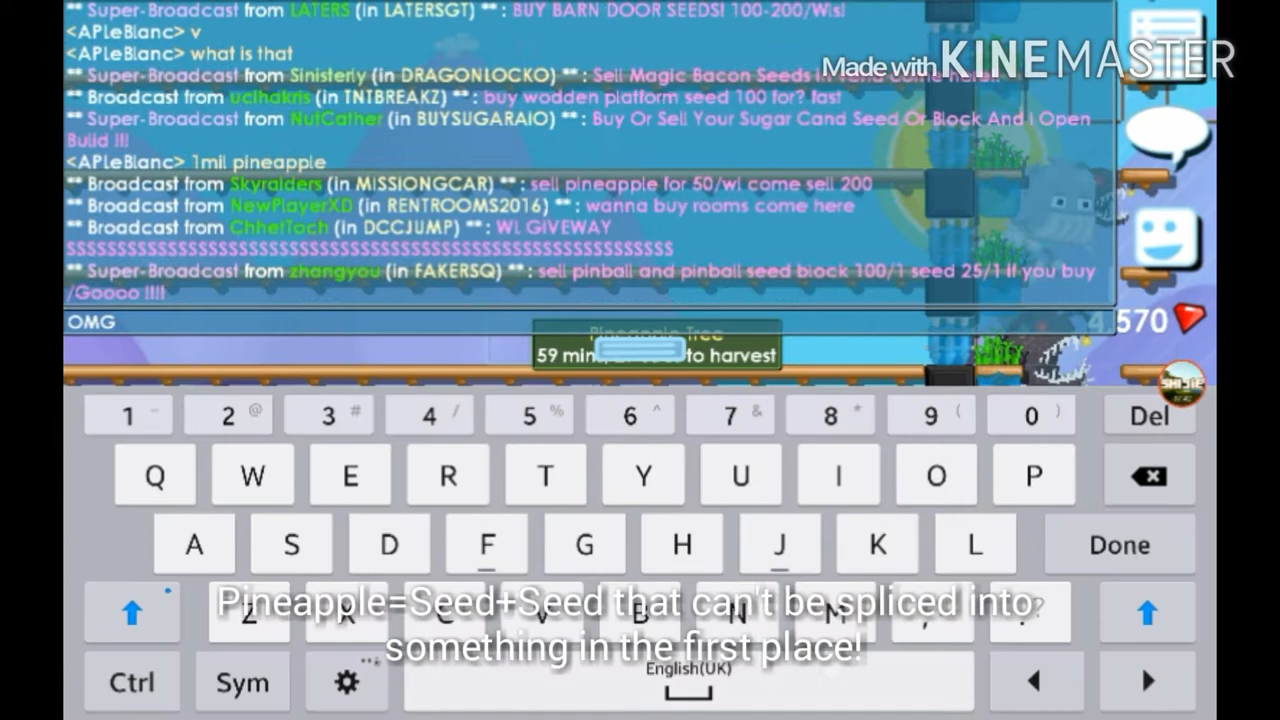 ** Super-Broadcast from LATERS (in LATERSGT) ** : BUY BARN DOOR SEEDS! 100-200/Wls!
<APLeBlanc> v
<APLeBlanc> what is that
** Super-Broadcast from Sinisterly (in DRAGONLOCKO) ** : Sell Magic Bacon Seeds
Made with KINEMASTER
** Broadcast from ucihakris (in TNTBREAKZ) ** : buy wodden platform seed 100 for? fast
** Super-Broadcast from NutCather (in BUYSUGARAIO) ** : Buy Or Sell Your Sugar Cand Seed Or Block And I Open
Build !!!
<APLeBlanc> 1mil pineapple
** Broadcast from Skyraiders (in MISSIONGCAR) ** : sell pineapple for 50/wl come sell 200
** Broadcast from NewPlayerXD (in RENTROOMS2016) ** : wanna buy rooms come here
** Broadcast from ChhetToch (in DCCJUMP) ** : WL GIVEWAY
$$$$$$$$$$$$$$$$$$$$$$$$$$$$$$$$$$$$$$$$$$$$$$$$$$$$$$$$$$$$
** Super-Broadcast from zhangyou (in FAKERSQ) ** : sell pinball and pinball seed block 100/1 seed 25/1 if you buy
/Goooo !!!!
OMG
4,570
Pineapple Tree
59 min to harvest
1 2 @ 3 # 4 / 5 % 6 ^ 7 & 8 * 9 ( 0 ) Del
Q W E R T Y U I O P
A S D F G H J K L Done
Z X C V B N M , . ?
Pineapple=Seed+Seed that can't be spliced into
something in the first place!
Ctrl Sym English(UK)